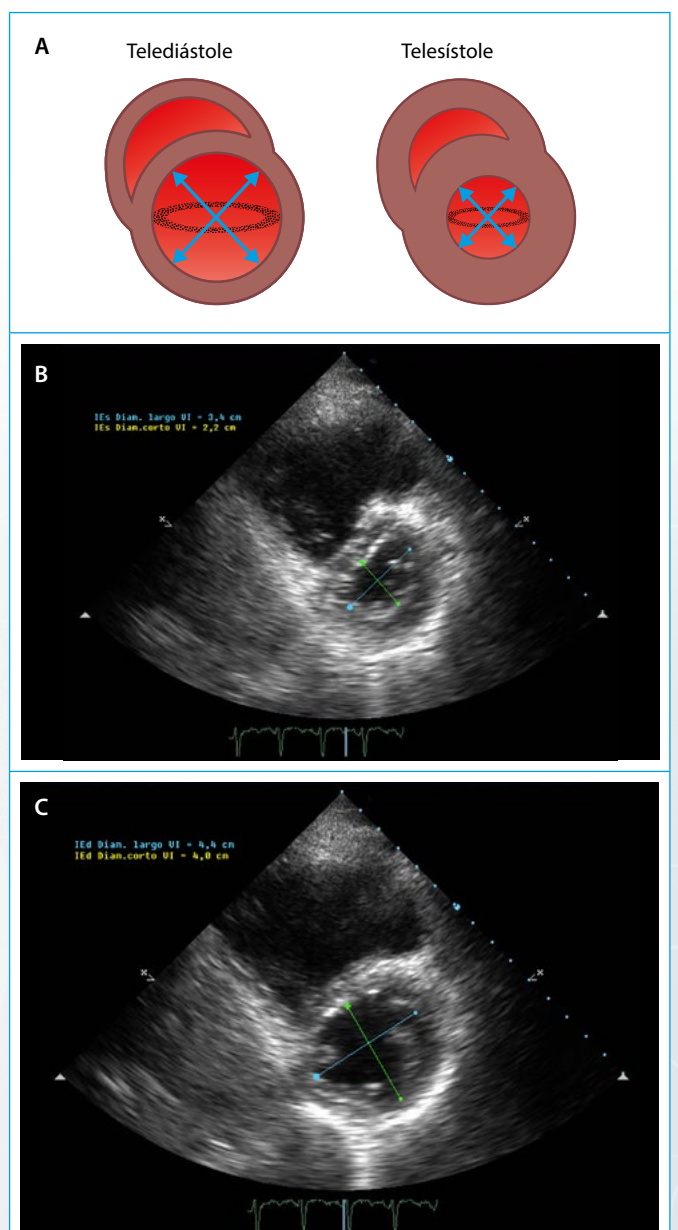 A
Telediástole
Telesístole
B
IEs Diam. largo VI = 3,4 cm
IEs Diam.corto VI = 2,2 cm
C
IEd Diam. largo VI = 4,4 cm
IEd Diam.corto VI = 4,0 cm